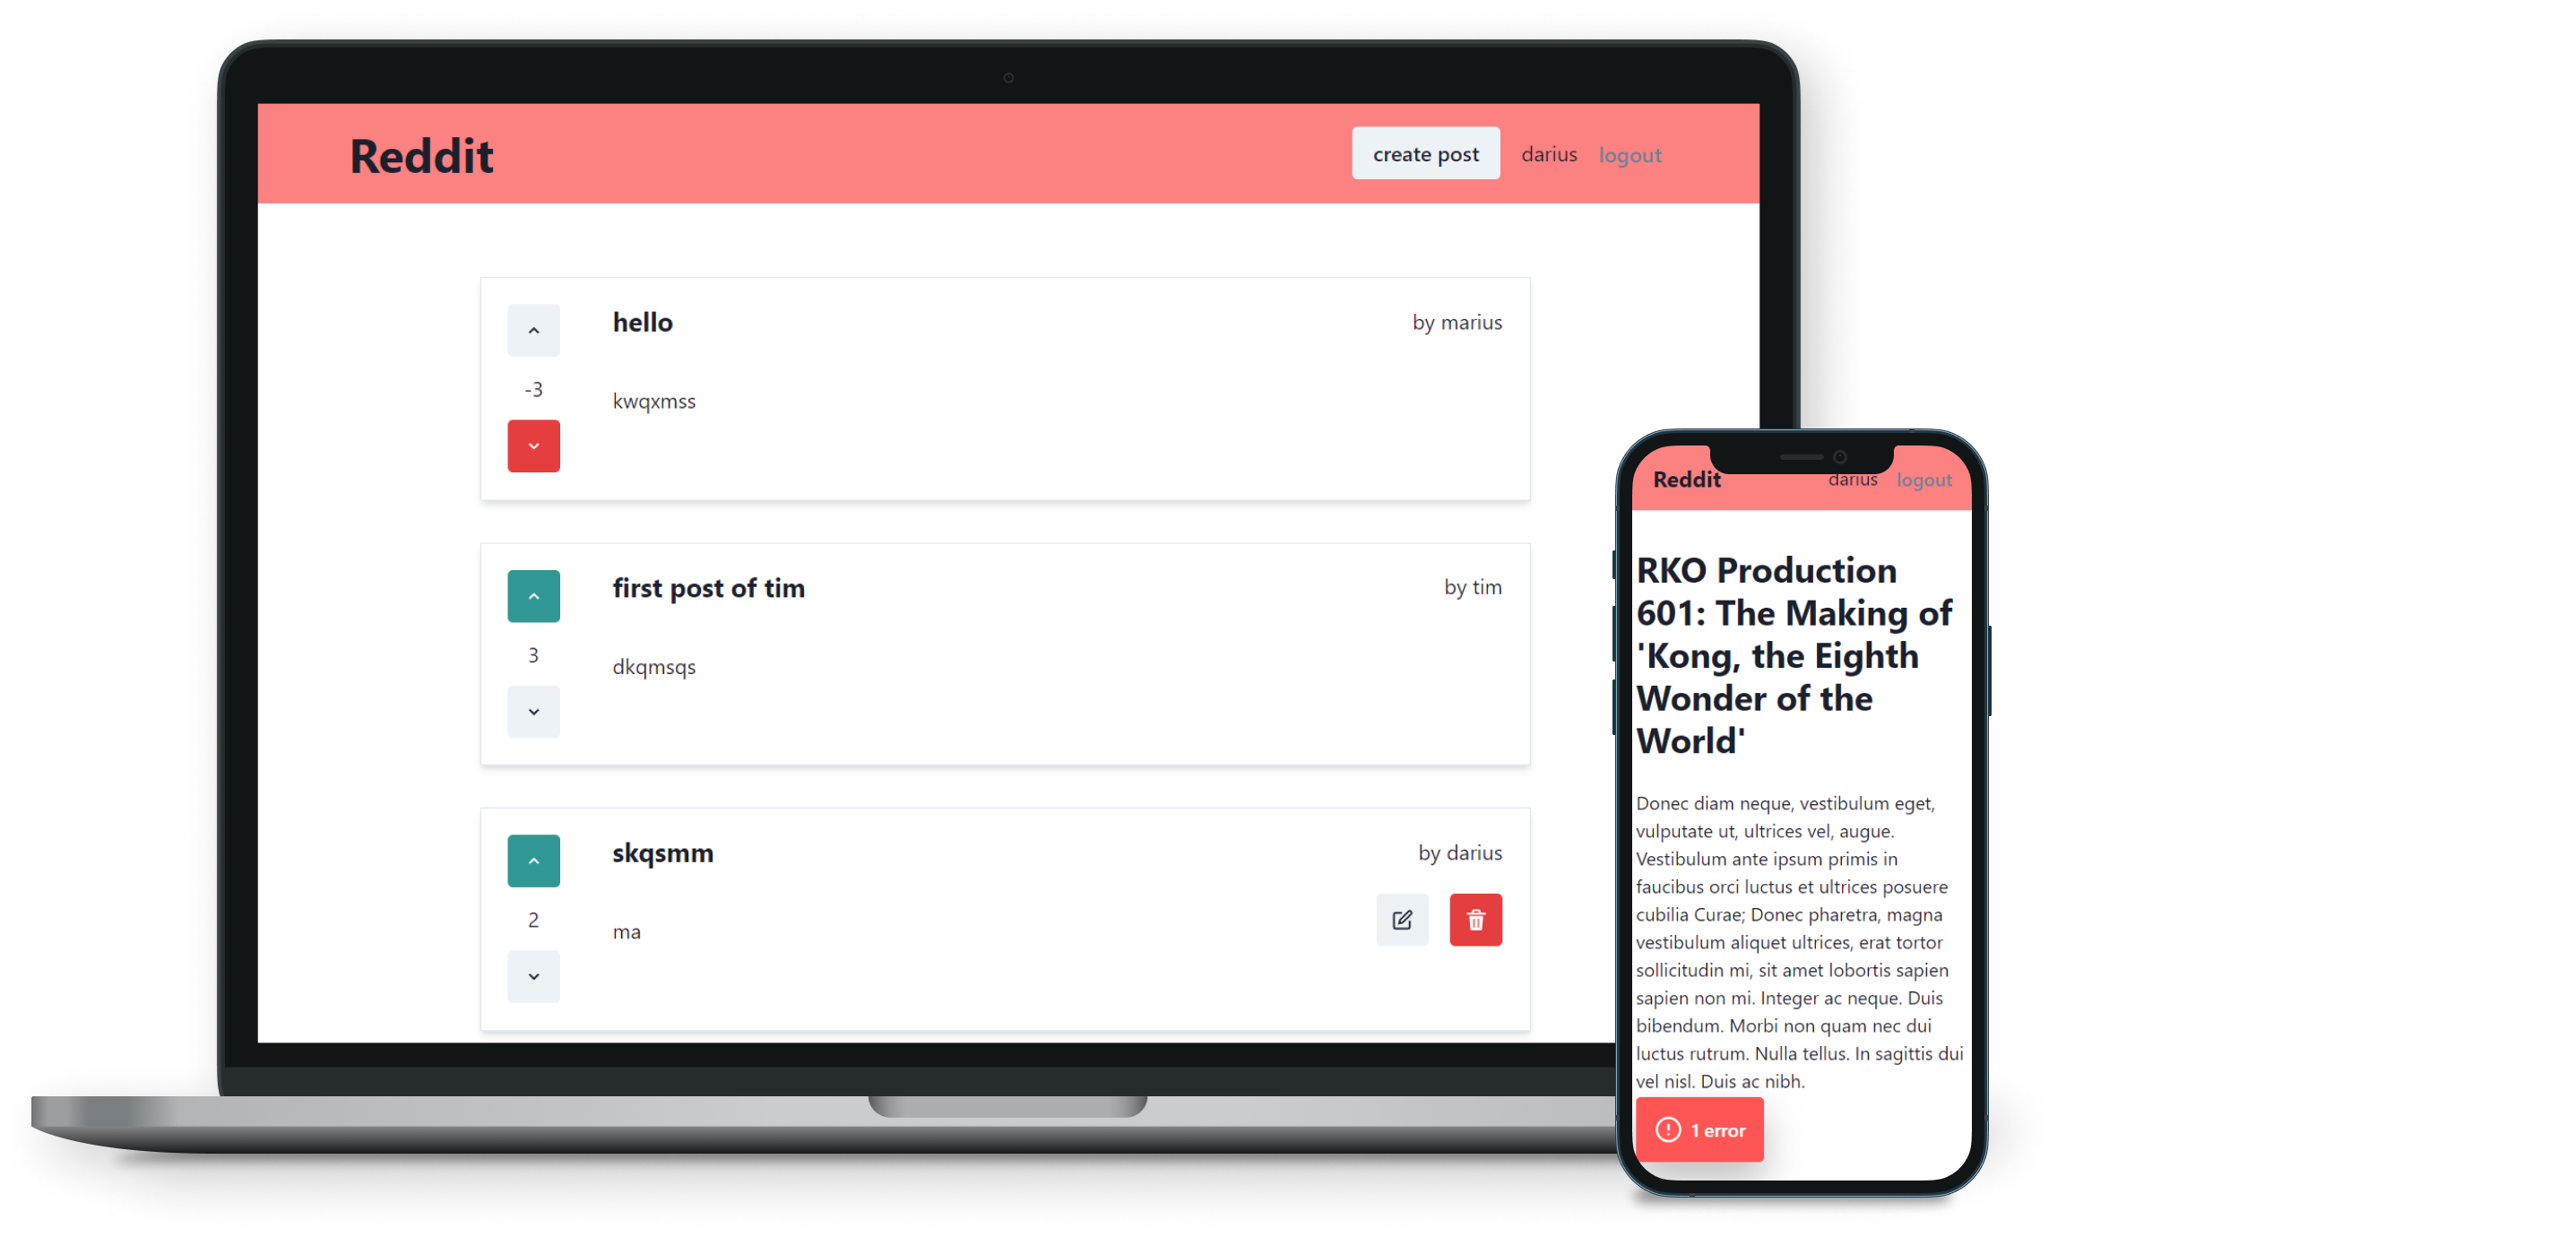 Reddit
create post
darius
logout
hello
by marius
-3
kwqxmss
first post of tim
by tim
3
dkqmsqs
skqsmm
by darius
2
ma
Reddit
darius
logout
RKO Production
601: The Making of
'Kong, the Eighth
Wonder of the
World'
Donec diam neque, vestibulum eget,
vulputate ut, ultrices vel, augue.
Vestibulum ante ipsum primis in
faucibus orci luctus et ultrices posuere
cubilia Curae; Donec pharetra, magna
vestibulum aliquet ultrices, erat tortor
sollicitudin mi, sit amet lobortis sapien
sapien non mi. Integer ac neque. Duis
bibendum. Morbi non quam nec dui
luctus rutrum. Nulla tellus. In sagittis dui
vel nisl. Duis ac nibh.
1 error